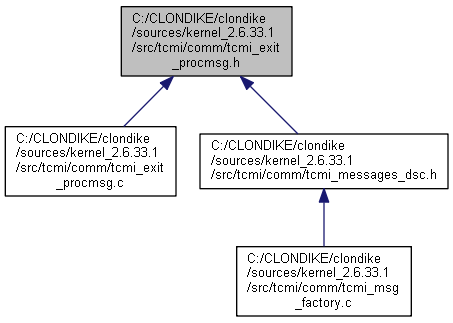 C:/CLONDIKE/clondike
/sources/kernel_2.6.33.1
/src/tcmi/comm/tcmi_exit
_procmsg.h
C:/CLONDIKE/clondike
/sources/kernel_2.6.33.1
/src/tcmi/comm/tcmi_exit
_procmsg.c
C:/CLONDIKE/clondike
/sources/kernel_2.6.33.1
/src/tcmi/comm/tcmi_messages_dsc.h
C:/CLONDIKE/clondike
/sources/kernel_2.6.33.1
/src/tcmi/comm/tcmi_msg
_factory.c